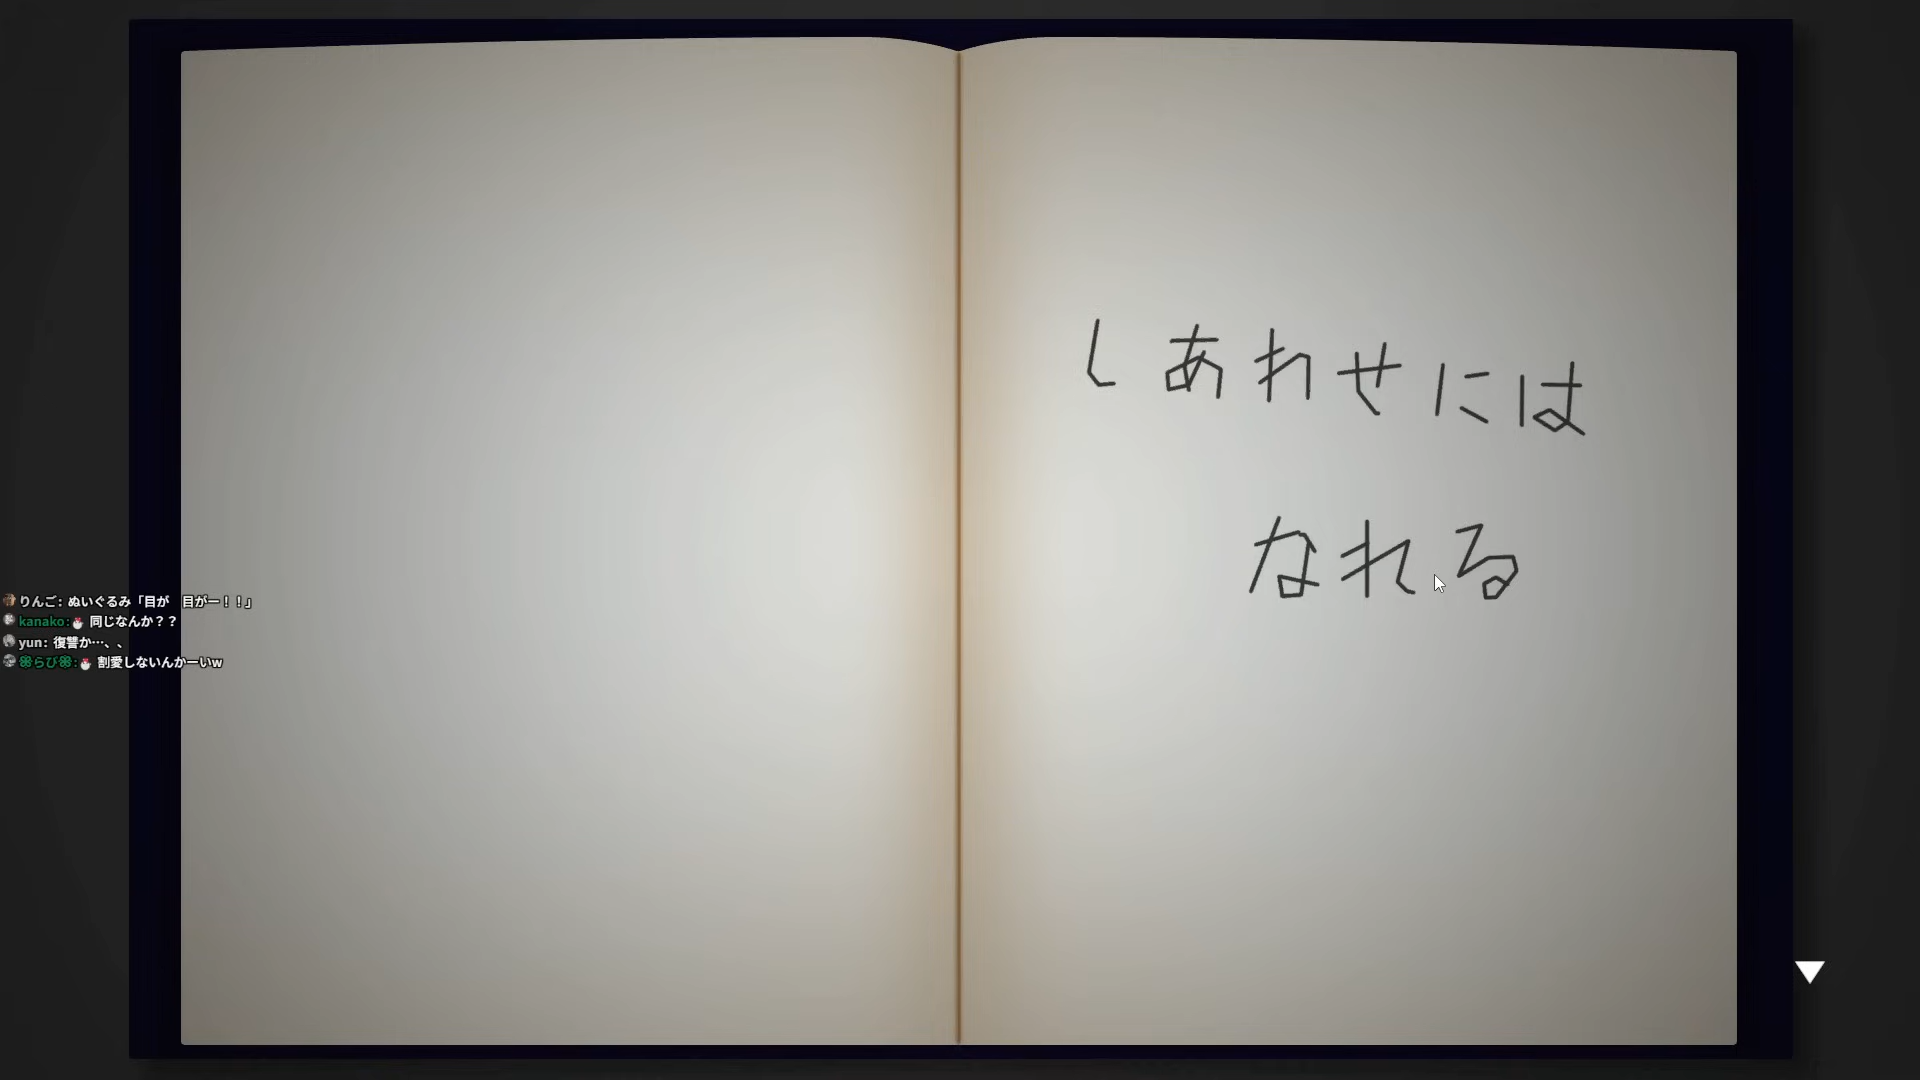 しあわせには
なれる
りんご: ぬいぐるみ「目が　目がー！！」
kanako: 同じなんか？？
yun: 復讐か…、、
❀らび❀: 割愛しないんかーいw